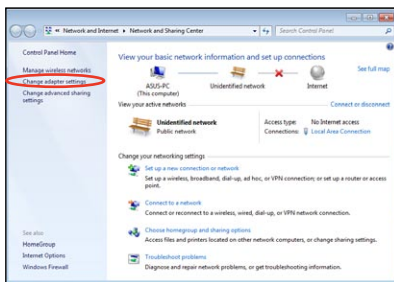 Network and Internet
Network and Sharing Center
Search Control Panel
Control Panel Home
Manage wireless networks
Change adapter settings
Change advanced sharing
settings
View your basic network information and set up connections
See full map
ASUS-PC
(This computer)
Unidentified network
Internet
View your active networks
Connect or disconnect
Unidentified network
Public network
Access type: No Internet access
Connections: Local Area Connection
Change your networking settings
Set up a new connection or network
Set up a wireless, broadband, dial-up, ad hoc, or VPN connection; or set up a router or access
point.
Connect to a network
Connect or reconnect to a wireless, wired, dial-up, or VPN network connection.
Choose homegroup and sharing options
Access files and printers located on other network computers, or change sharing settings.
Troubleshoot problems
Diagnose and repair network problems, or get troubleshooting information.
See also
HomeGroup
Internet Options
Windows Firewall